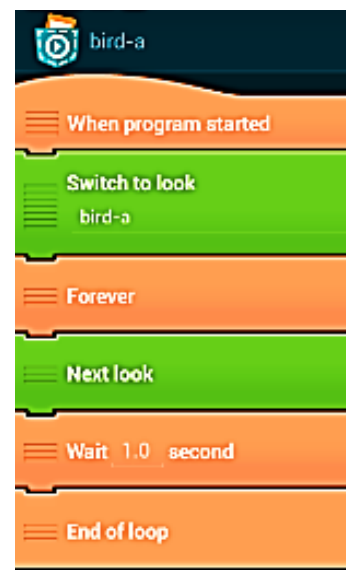 bird-a
When program started
Switch to look
bird-a
Forever
Next look
Wait 1.0 second
End of loop